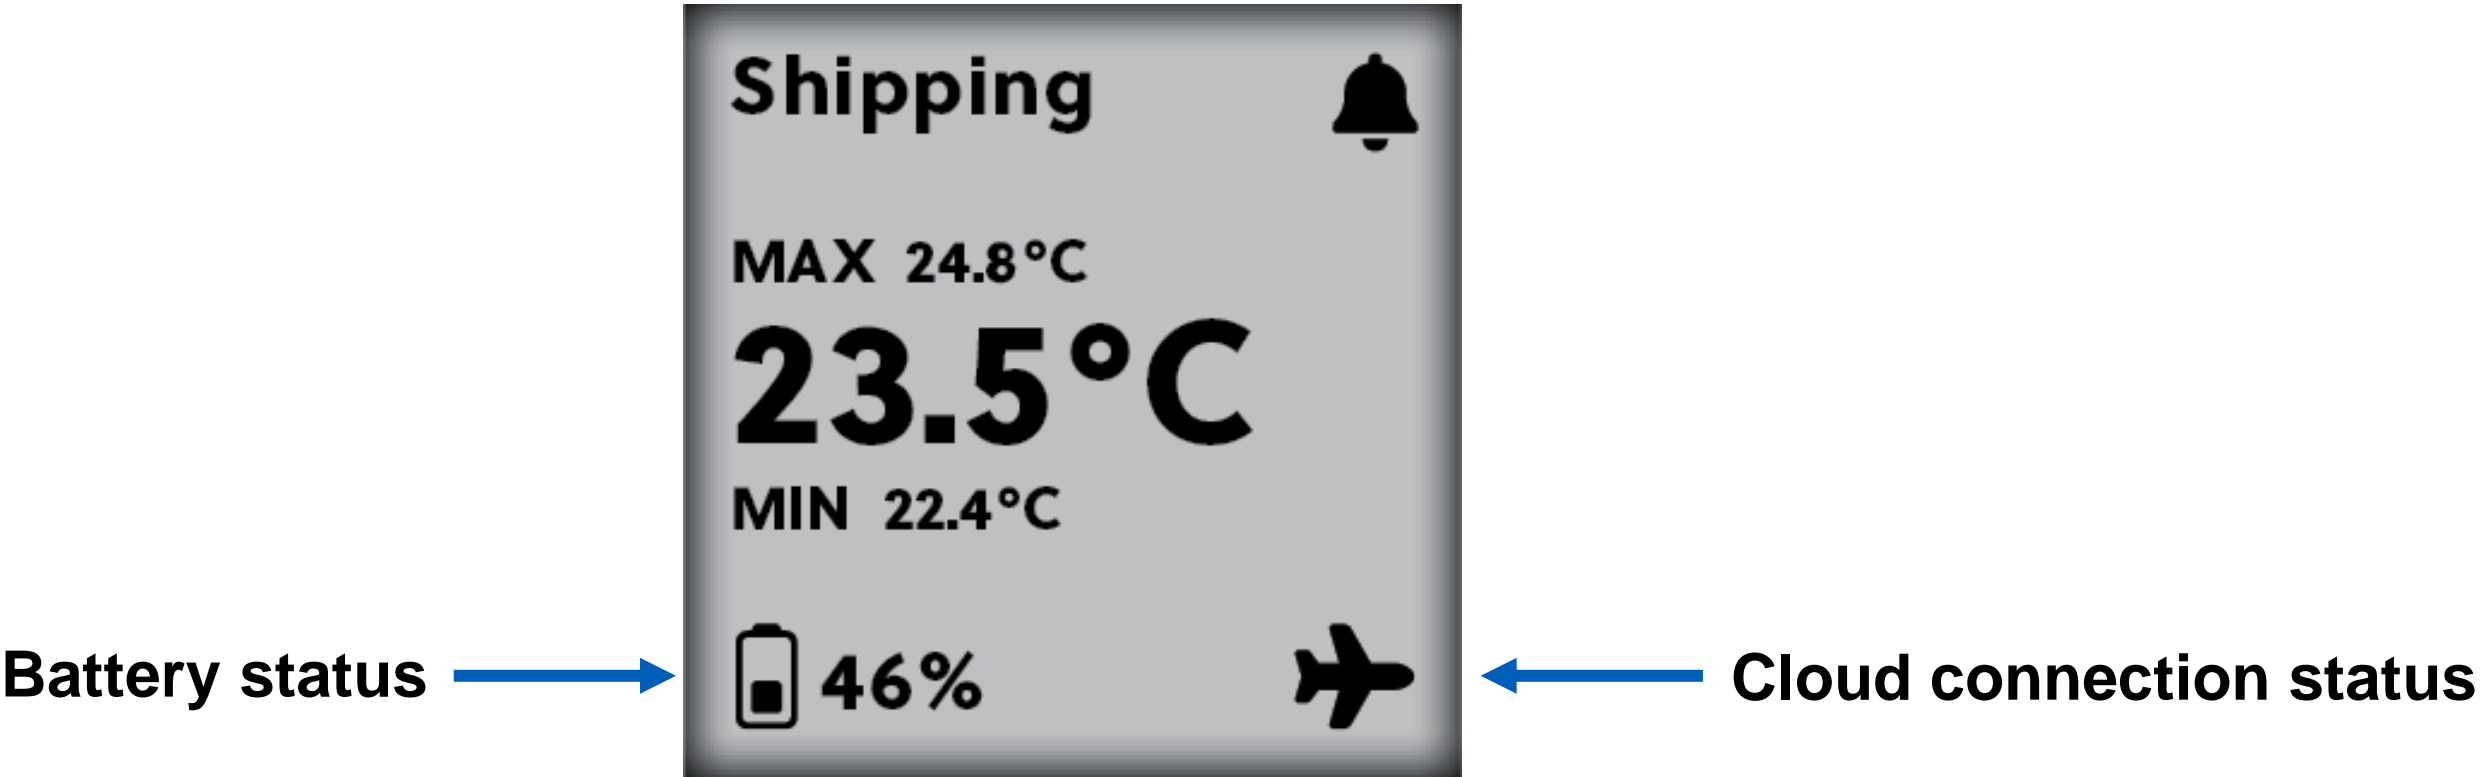 Shipping
MAX 24.8°C
23.5°C
MIN 22.4°C
Battery status
46%
Cloud connection status